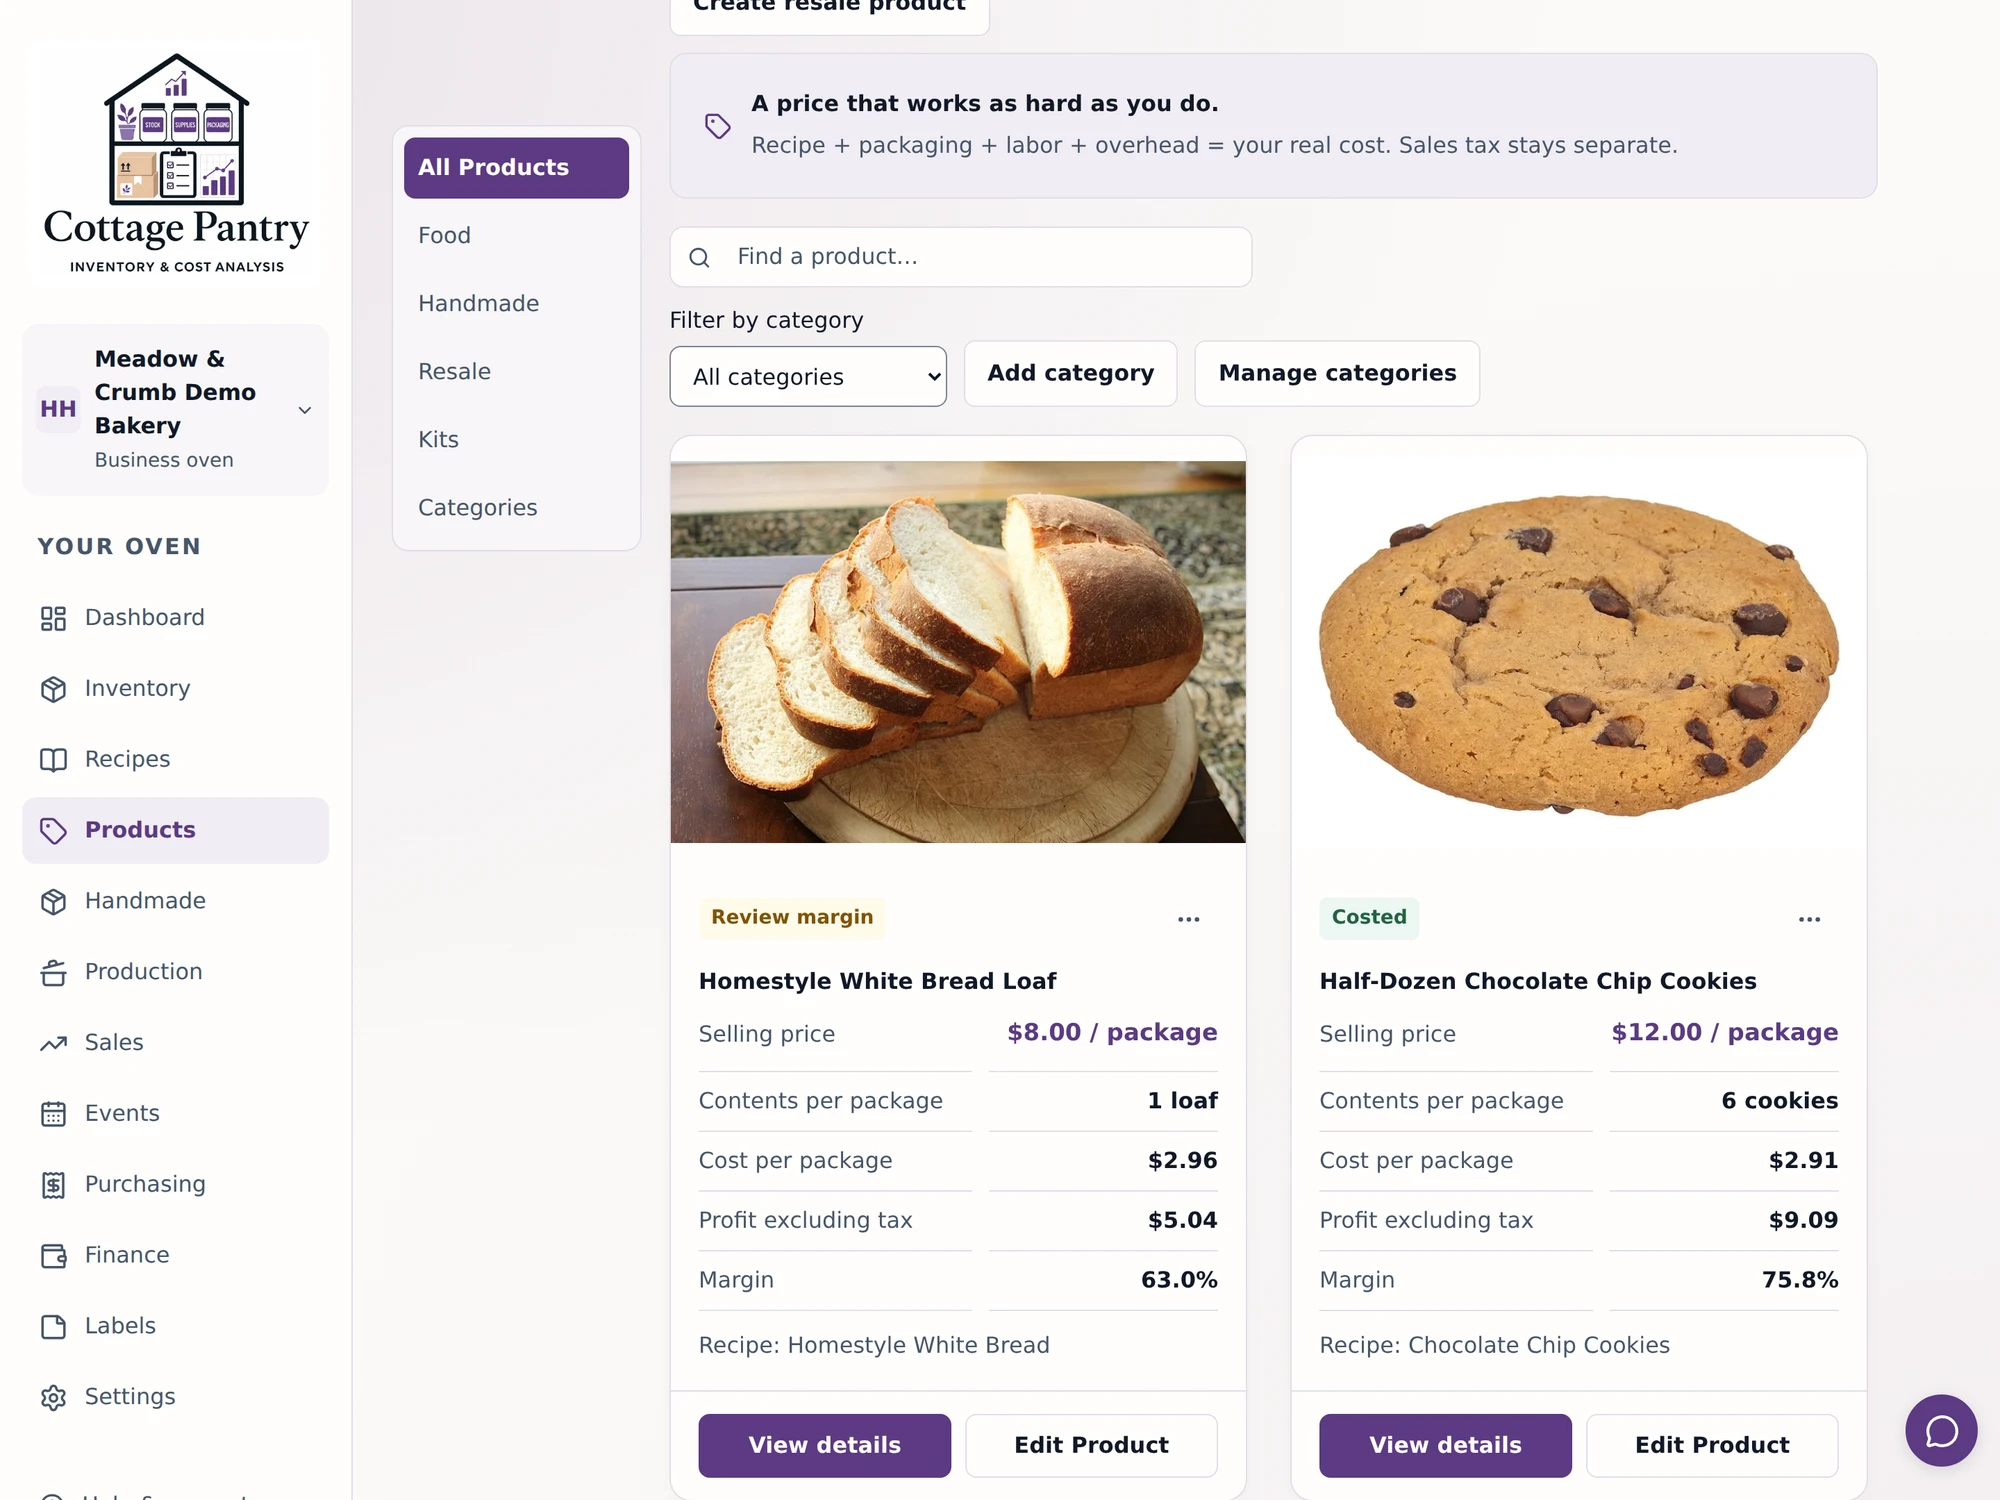 STOCK
SUPPLIES
PACKAGING
Cottage Pantry
INVENTORY & COST ANALYSIS
HH
Meadow &
Crumb Demo
Bakery
Business oven
YOUR OVEN
Dashboard
Inventory
Recipes
Products
Handmade
Production
Sales
Events
Purchasing
Finance
Labels
Settings
All Products
Food
Handmade
Resale
Kits
Categories
Create resale product
A price that works as hard as you do.
Recipe + packaging + labor + overhead = your real cost. Sales tax stays separate.
Find a product...
Filter by category
All categories
Add category
Manage categories
Review margin
Homestyle White Bread Loaf
Selling price $8.00 / package
Contents per package 1 loaf
Cost per package $2.96
Profit excluding tax $5.04
Margin 63.0%
Recipe: Homestyle White Bread
View details
Edit Product
Costed
Half-Dozen Chocolate Chip Cookies
Selling price $12.00 / package
Contents per package 6 cookies
Cost per package $2.91
Profit excluding tax $9.09
Margin 75.8%
Recipe: Chocolate Chip Cookies
View details
Edit Product